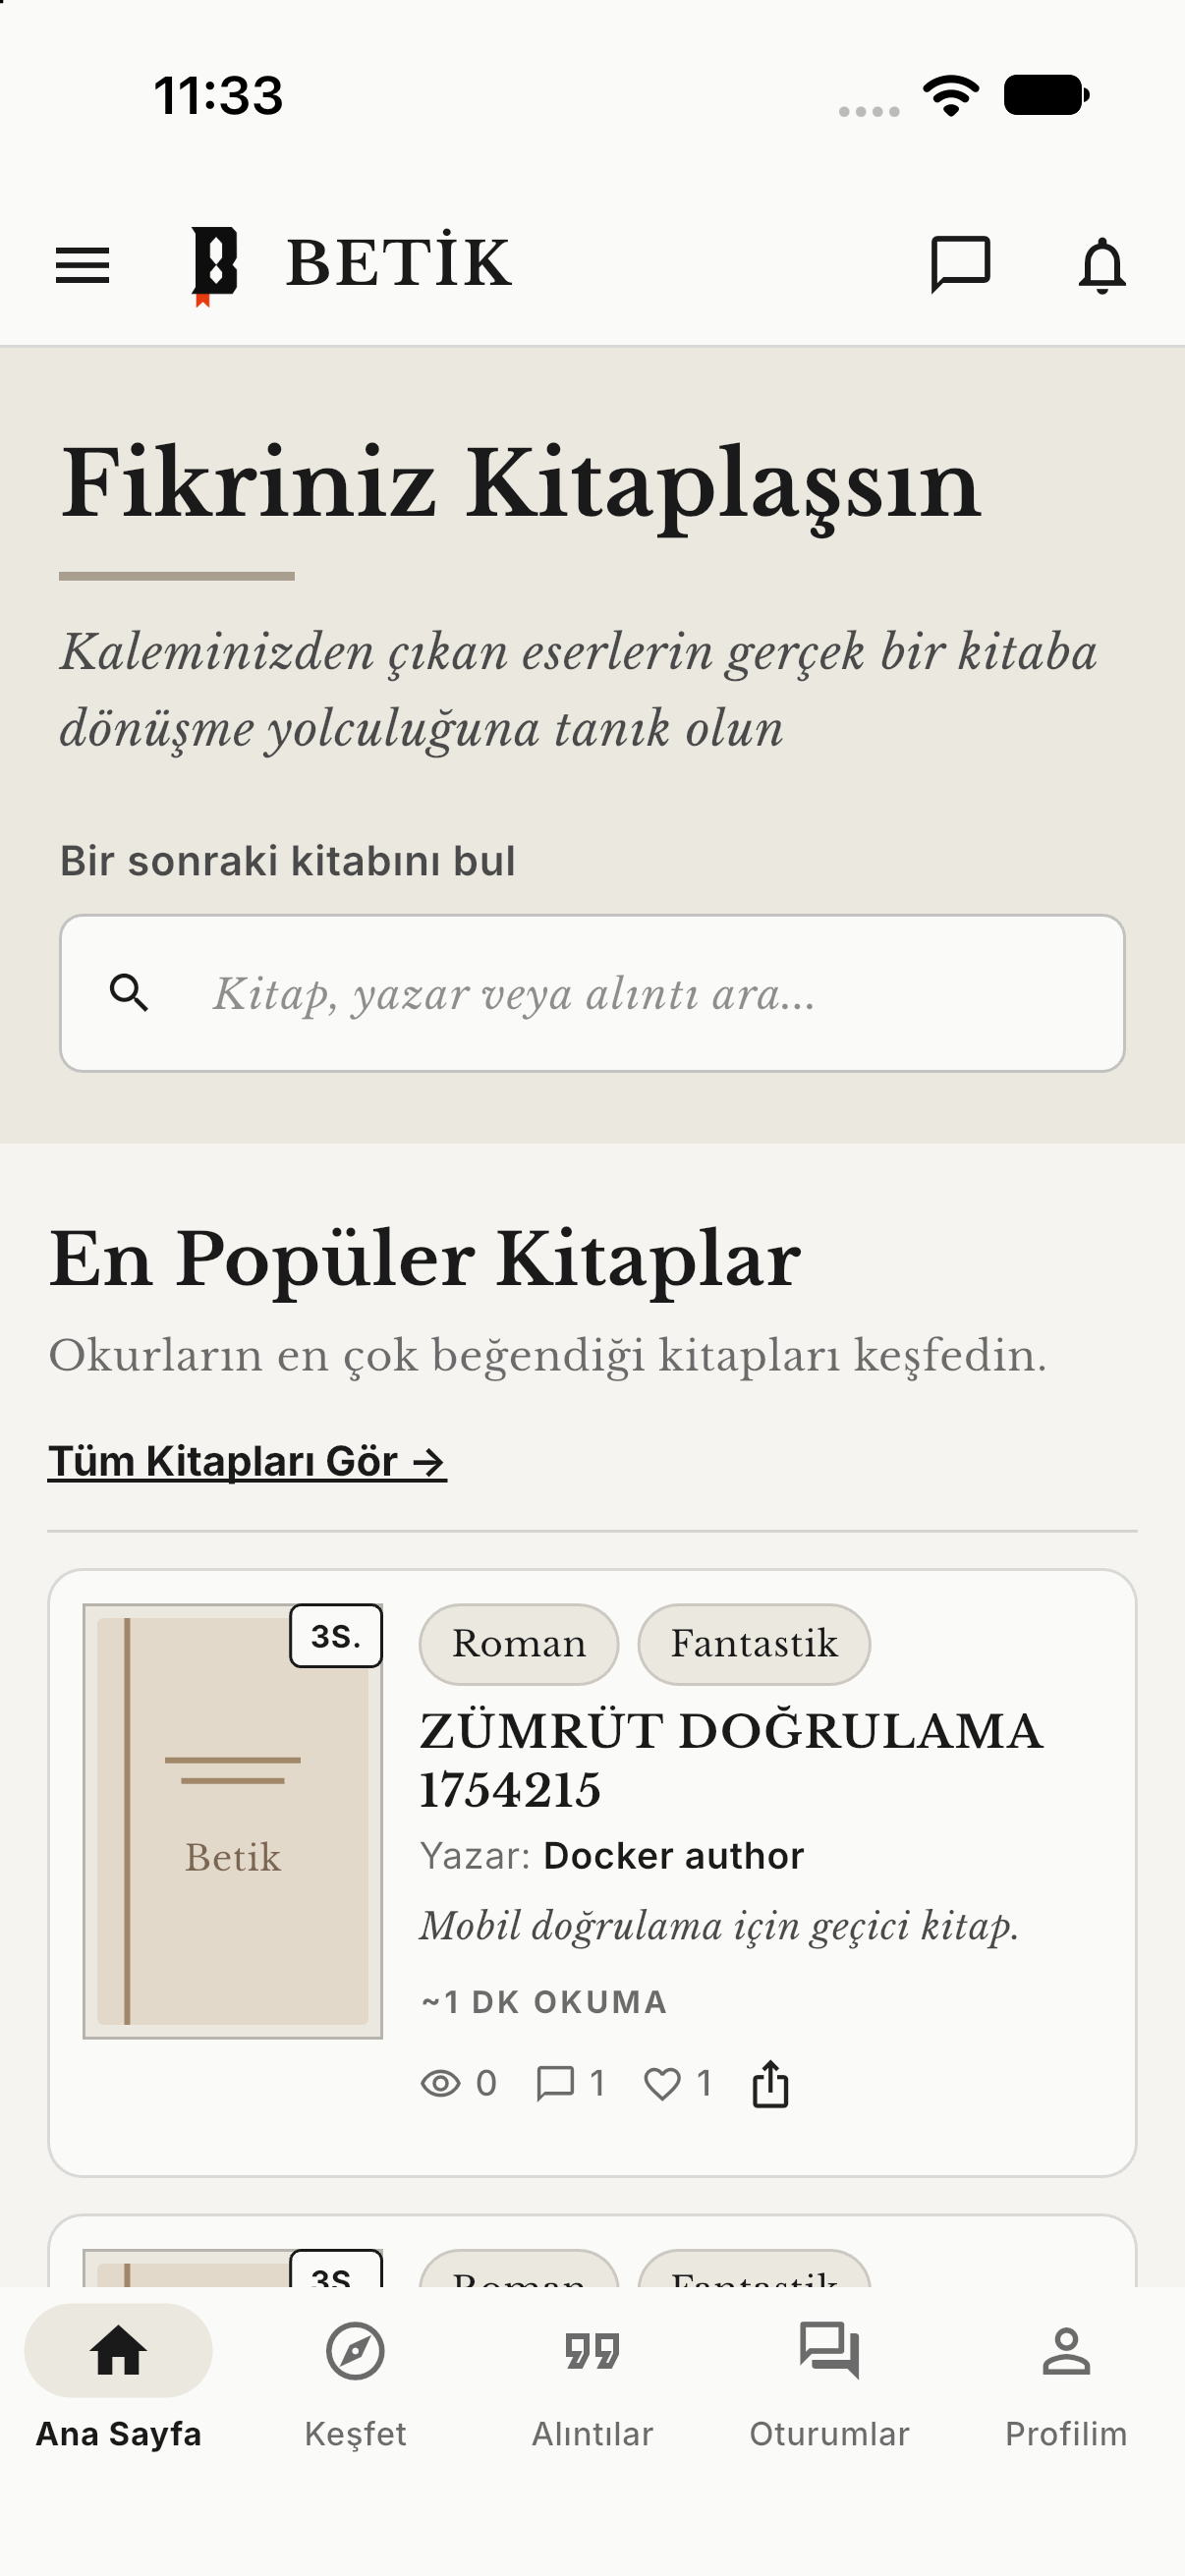 11:33
BETİK
Fikriniz Kitaplaşsın
Kaleminizden çıkan eserlerin gerçek bir kitaba
dönüşme yolculuğuna tanık olun
Bir sonraki kitabını bul
Kitap, yazar veya alıntı ara...
En Popüler Kitaplar
Okurların en çok beğendiği kitapları keşfedin.
Tüm Kitapları Gör →
3S.
Betik
Roman Fantastik
ZÜMRÜT DOĞRULAMA
1754215
Yazar: Docker author
Mobil doğrulama için geçici kitap.
~1 DK OKUMA
0 1 1
3S.
Roman Fantastik
Ana Sayfa Keşfet Alıntılar Oturumlar Profilim